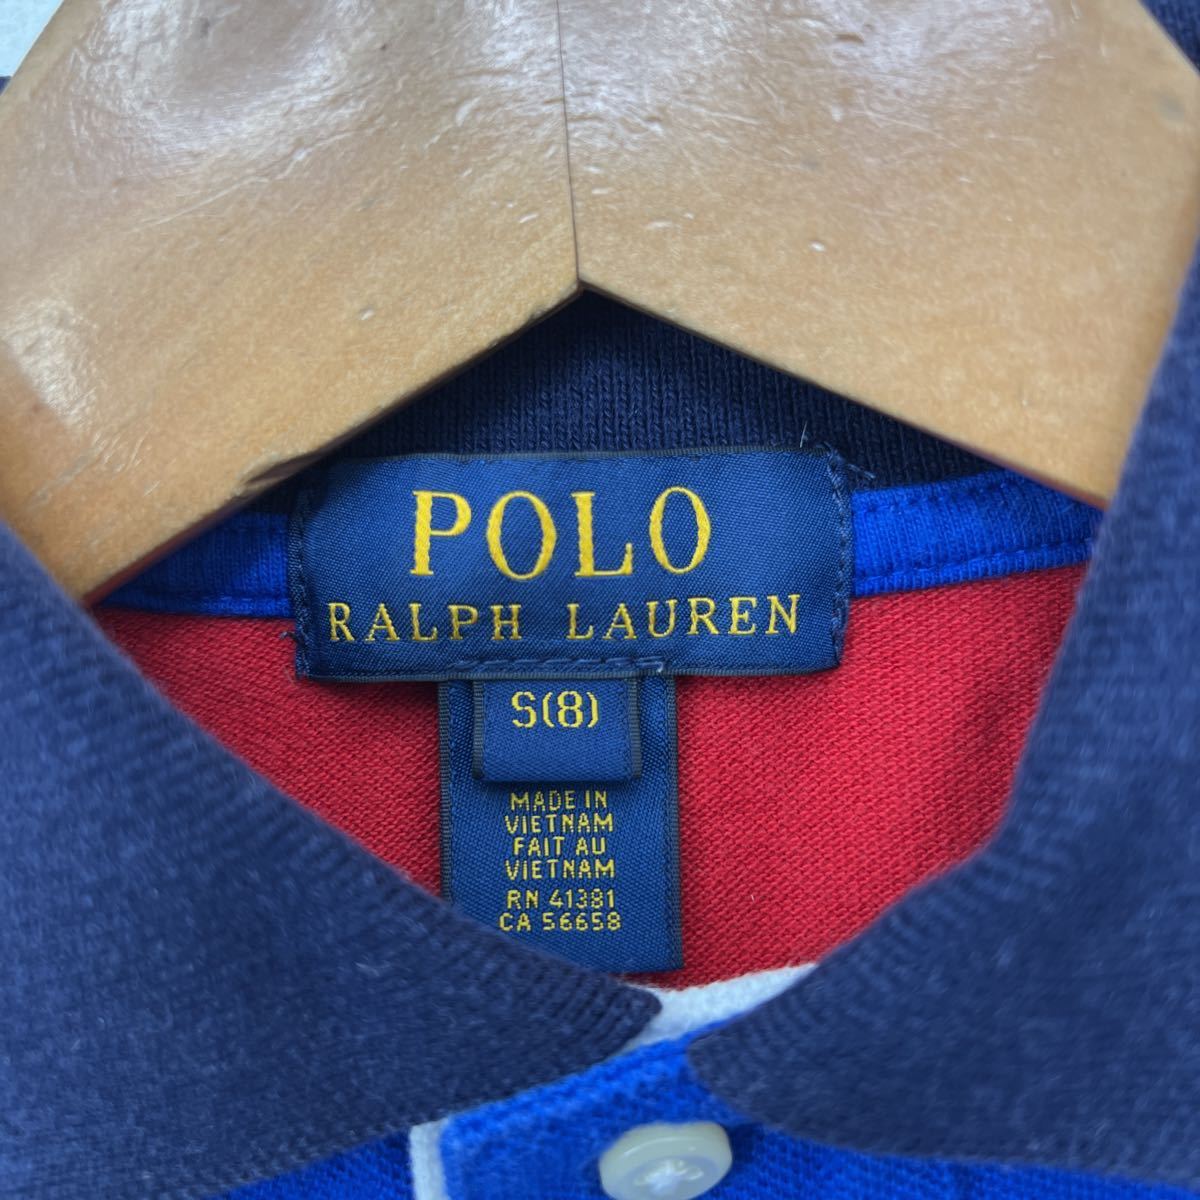 POLO
RALPH LAUREN
S(8)
MADE IN
VIETNAM
FAIT AU
VIETNAM
RN 41381
CA 56658